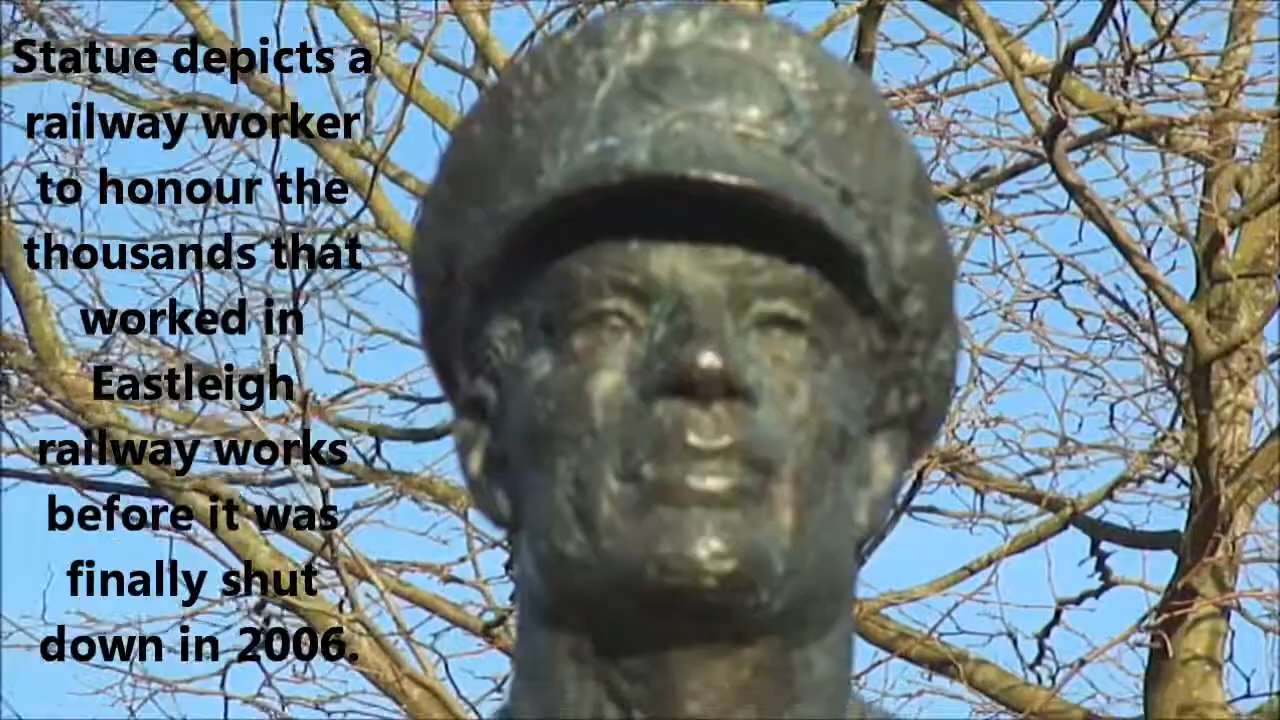 Statue depicts a
railway worker
to honour the
thousands that
worked in
Eastleigh
railway works
before it was
finally shut
down in 2006.